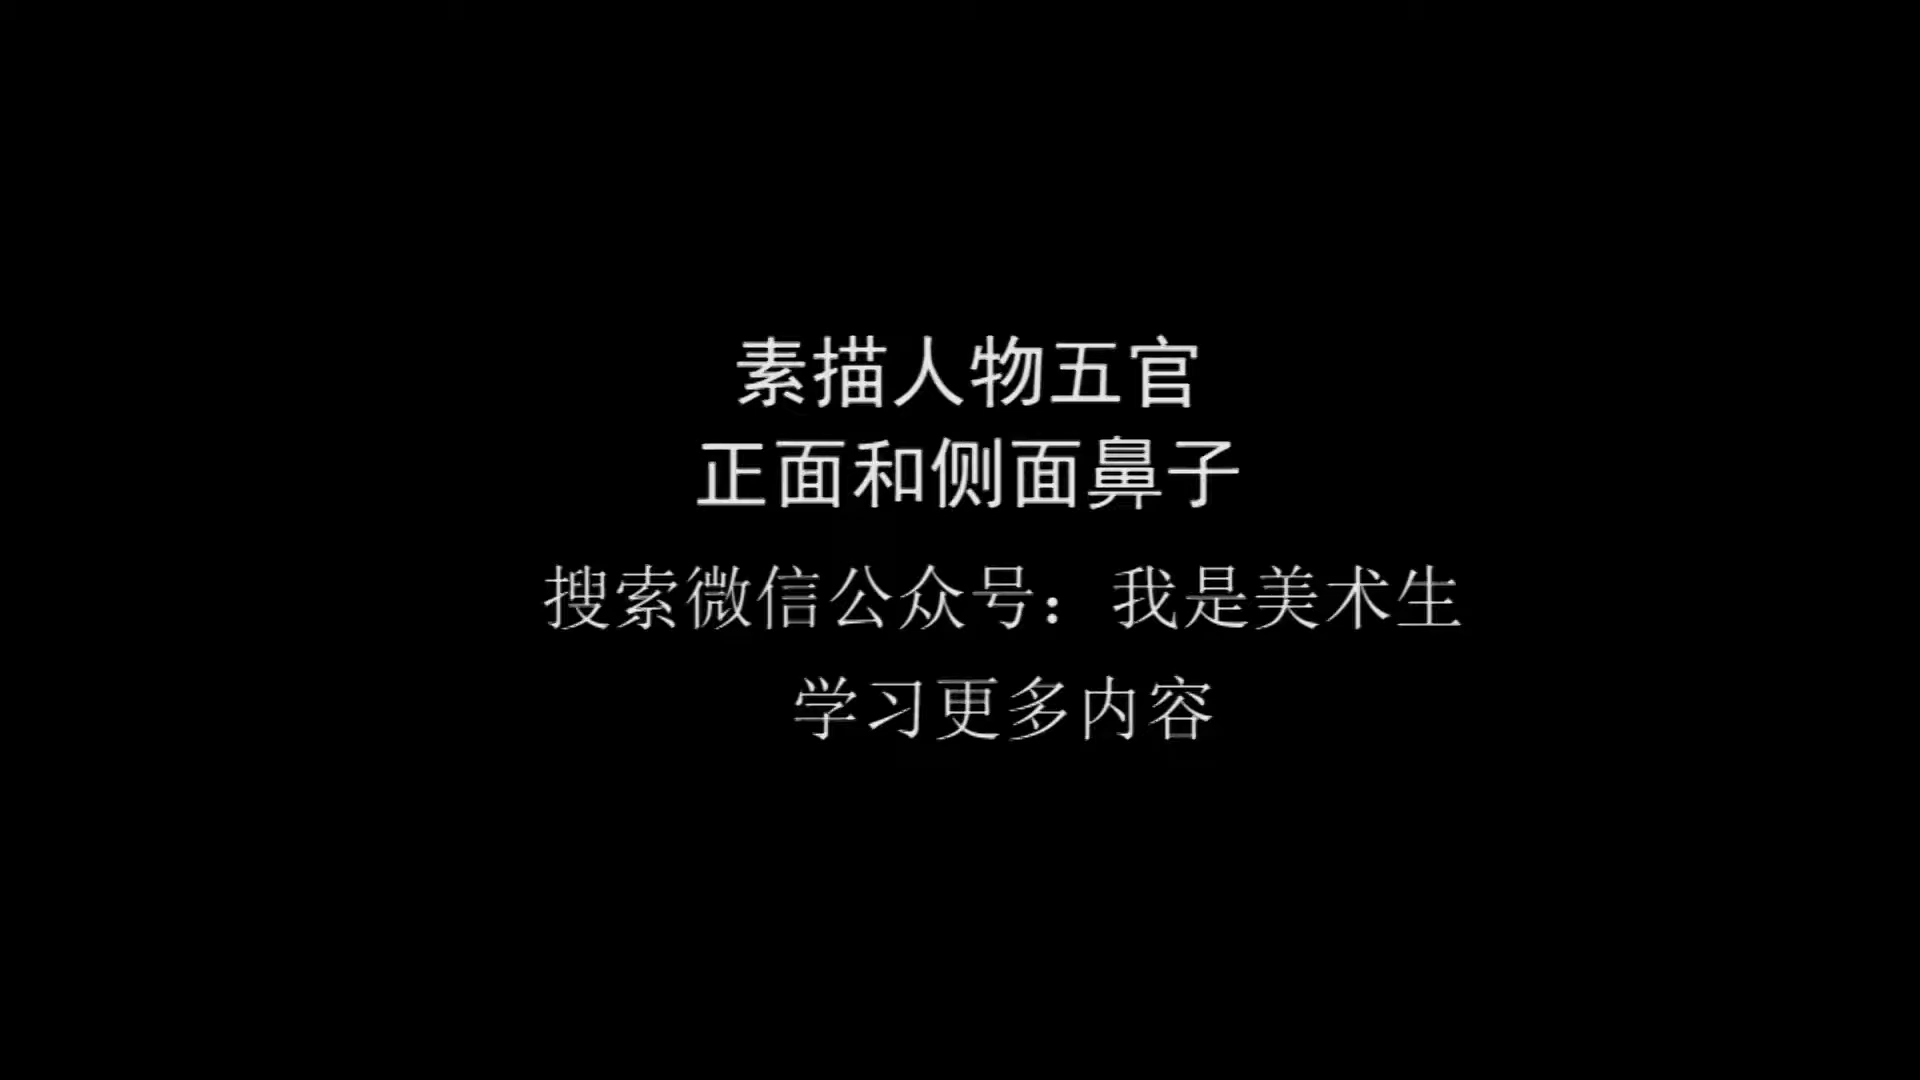 素描人物五官
正面和侧面鼻子
搜索微信公众号：我是美术生
学习更多内容